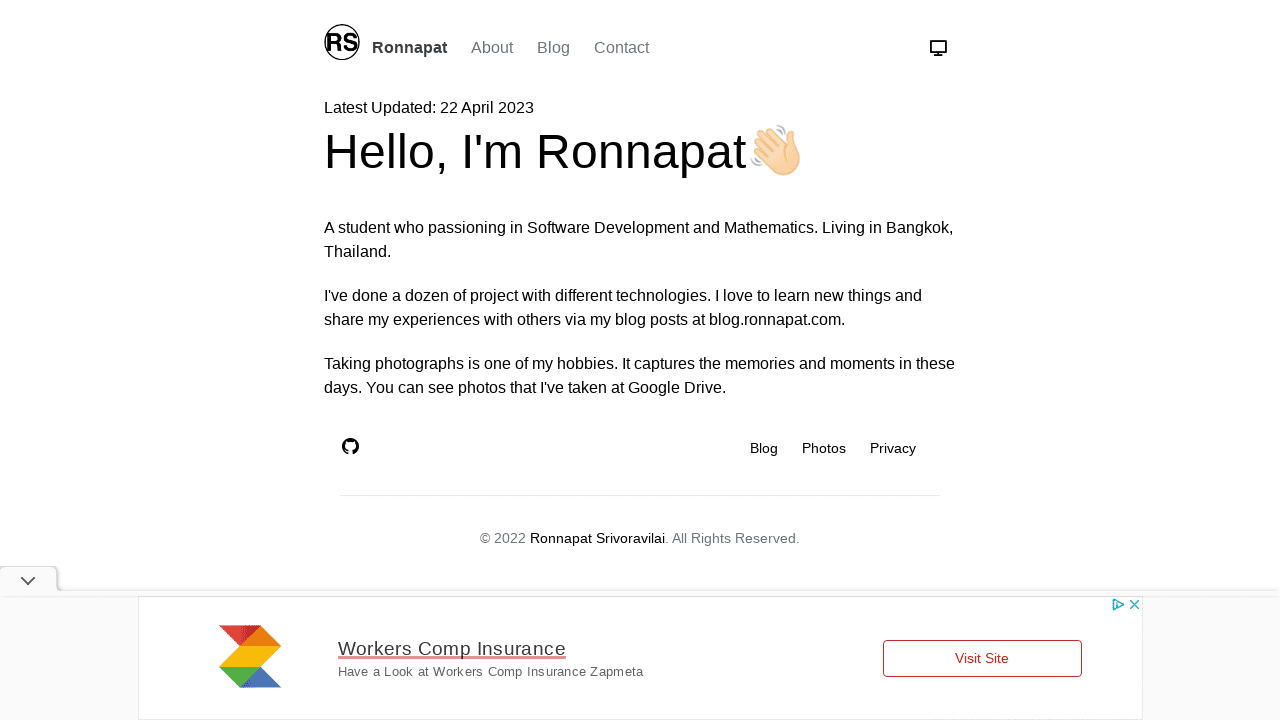 RS Ronnapat About Blog Contact
Latest Updated: 22 April 2023
Hello, I'm Ronnapat
A student who passioning in Software Development and Mathematics. Living in Bangkok,
Thailand.
I've done a dozen of project with different technologies. I love to learn new things and
share my experiences with others via my blog posts at blog.ronnapat.com.
Taking photographs is one of my hobbies. It captures the memories and moments in these
days. You can see photos that I've taken at Google Drive.
Blog Photos Privacy
© 2022 Ronnapat Srivoravilai. All Rights Reserved.
Workers Comp Insurance
Have a Look at Workers Comp Insurance Zapmeta
Visit Site